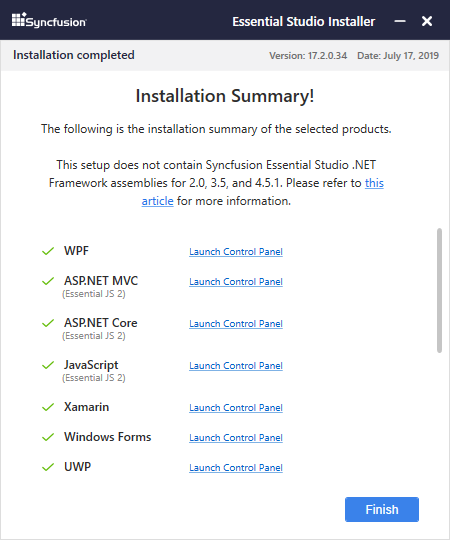 Syncfusion Essential Studio Installer
Installation completed Version: 17.2.0.34 Date: July 17, 2019
Installation Summary!
The following is the installation summary of the selected products.
This setup does not contain Syncfusion Essential Studio .NET
Framework assemblies for 2.0, 3.5, and 4.5.1. Please refer to this
article for more information.
WPF Launch Control Panel
ASP.NET MVC Launch Control Panel
(Essential JS 2)
ASP.NET Core Launch Control Panel
(Essential JS 2)
JavaScript Launch Control Panel
(Essential JS 2)
Xamarin Launch Control Panel
Windows Forms Launch Control Panel
UWP Launch Control Panel
Finish